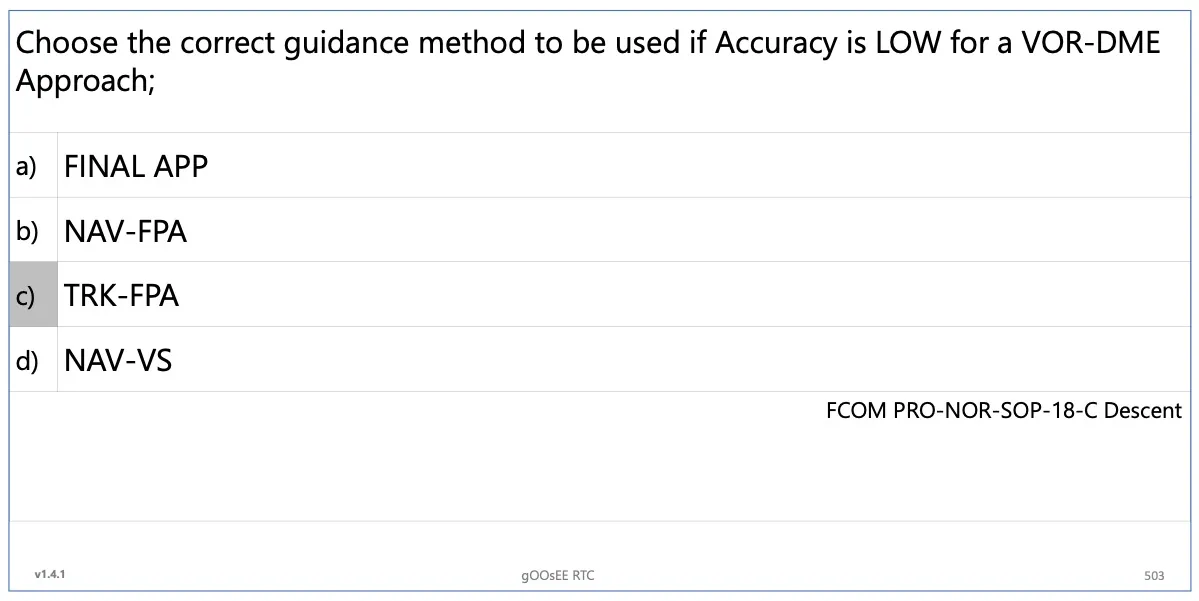 Choose the correct guidance method to be used if Accuracy is LOW for a VOR-DME
Approach;
a) FINAL APP
b) NAV-FPA
c) TRK-FPA
d) NAV-VS
FCOM PRO-NOR-SOP-18-C Descent
v1.4.1 gOOsEE RTC 503